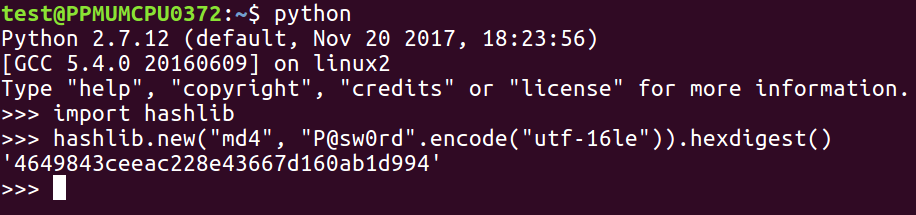 test@PPMUMCPU0372:~$ python
Python 2.7.12 (default, Nov 20 2017, 18:23:56)
[GCC 5.4.0 20160609] on linux2
Type "help", "copyright", "credits" or "license" for more information.
>>> import hashlib
>>> hashlib.new("md4", "P@sw0rd".encode("utf-16le")).hexdigest()
'4649843ceeac228e43667d160ab1d994'
>>>